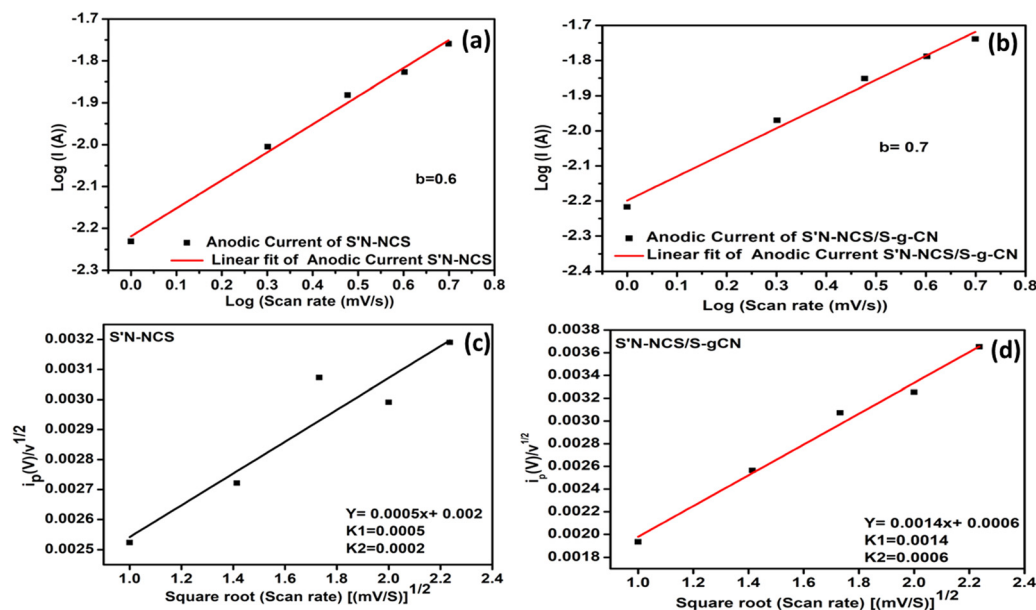 (a)
Log (I (A))
-1.7
-1.8
-1.9
-2.0
-2.1
-2.2
-2.3
b=0.6
Anodic Current of S'N-NCS
Linear fit of Anodic Current S'N-NCS
0.0 0.1 0.2 0.3 0.4 0.5 0.6 0.7 0.8
Log (Scan rate (mV/s))
(b)
Log (I (A))
-1.7
-1.8
-1.9
-2.0
-2.1
-2.2
-2.3
-2.4
b= 0.7
Anodic Current of S'N-NCS/S-g-CN
Linear fit of Anodic Current S'N-NCS/S-g-CN
0.0 0.1 0.2 0.3 0.4 0.5 0.6 0.7 0.8
Log (Scan rate (mV/s))
S'N-NCS
(c)
ip(V)/v1/2
0.0032
0.0031
0.0030
0.0029
0.0028
0.0027
0.0026
0.0025
Y= 0.0005x+ 0.002
K1=0.0005
K2=0.0002
1.0 1.2 1.4 1.6 1.8 2.0 2.2 2.4
Square root (Scan rate) [(mV/S)]1/2
S'N-NCS/S-gCN
(d)
ip(V)/v1/2
0.0038
0.0036
0.0034
0.0032
0.0030
0.0028
0.0026
0.0024
0.0022
0.0020
0.0018
Y= 0.0014x+ 0.0006
K1=0.0014
K2=0.0006
1.0 1.2 1.4 1.6 1.8 2.0 2.2 2.4
Square root (Scan rate) [(mV/S)]1/2